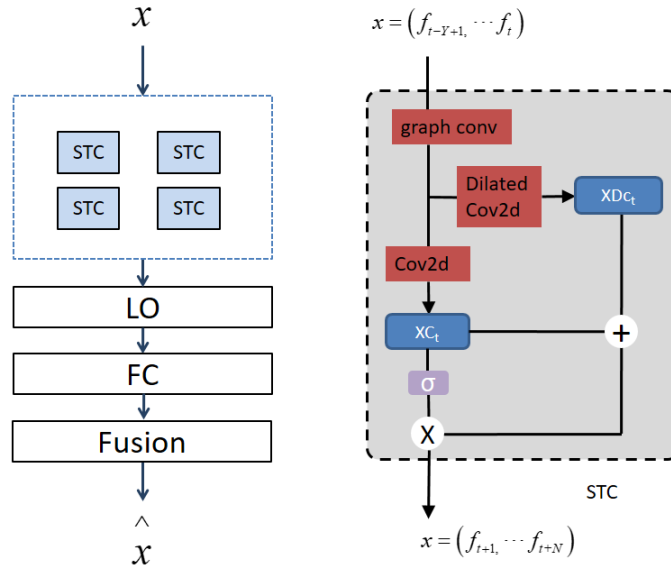 x
STC STC
STC STC
LO
FC
Fusion
^
x
x = (f_{t-Y+1}, ⋯ f_t)
graph conv
Dilated
Cov2d
XDc_t
Cov2d
XC_t
+
σ
X
STC
x = (f_{t+1}, ⋯ f_{t+N})